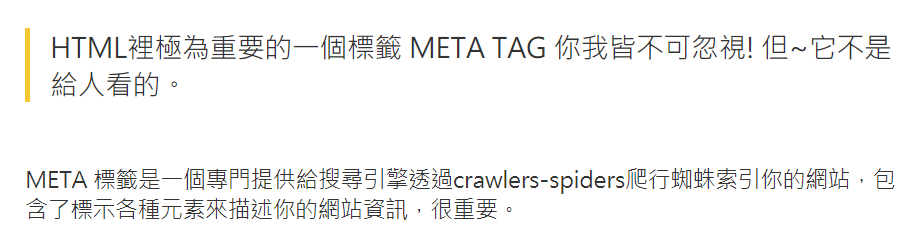 HTML裡極為重要的一個標籤 META TAG 你我皆不可忽視! 但~它不是
給人看的。
META 標籤是一個專門提供給搜尋引擎透過crawlers-spiders爬行蜘蛛索引你的網站，包
含了標示各種元素來描述你的網站資訊，很重要。